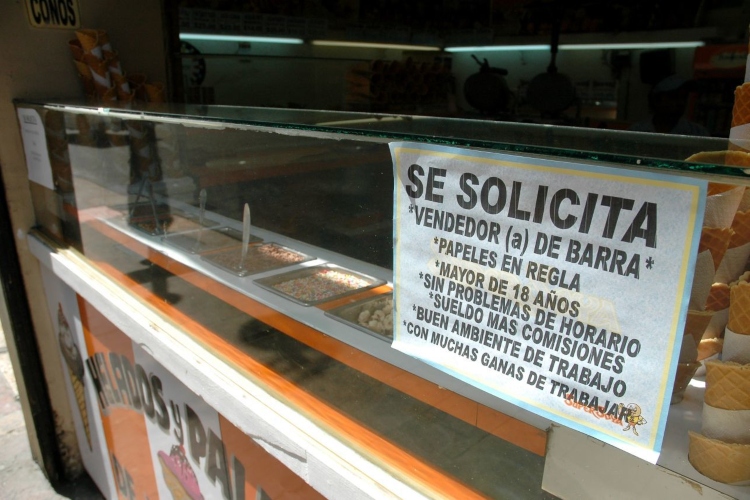 CONOS
SE SOLICITA
*VENDEDOR (a) DE BARRA*
*PAPELES EN REGLA
*MAYOR DE 18 AÑOS
*SIN PROBLEMAS DE HORARIO
*SUELDO MAS COMISIONES
*BUEN AMBIENTE DE TRABAJO
*CON MUCHAS GANAS DE TRABAJAR
HELADOS Y